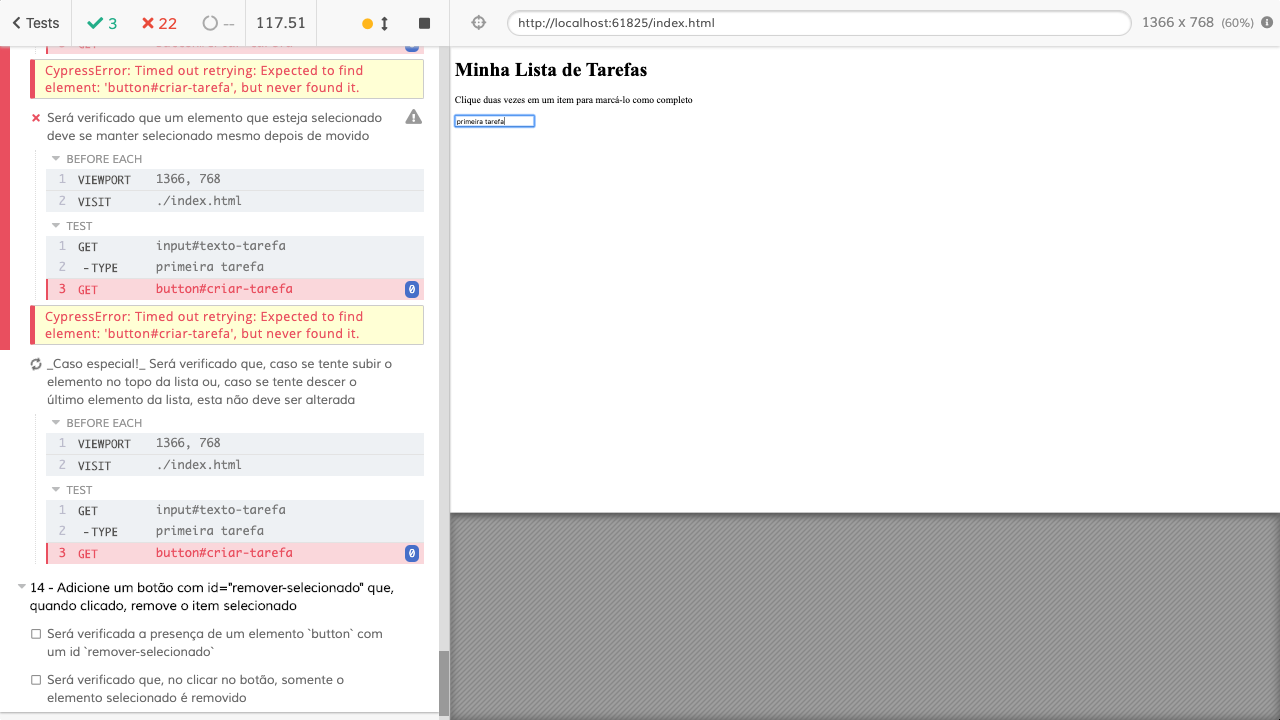 Tests
3
22
--
117.51
http://localhost:61825/index.html
1366 x 768 (60%)
CypressError: Timed out retrying: Expected to find
element: 'button#criar-tarefa', but never found it.
Será verificado que um elemento que esteja selecionado
deve se manter selecionado mesmo depois de movido
BEFORE EACH
1 VIEWPORT 1366, 768
2 VISIT ./index.html
TEST
1 GET input#texto-tarefa
2 -TYPE primeira tarefa
3 GET button#criar-tarefa 0
CypressError: Timed out retrying: Expected to find
element: 'button#criar-tarefa', but never found it.
_Caso especial!_ Será verificado que, caso se tente subir o
elemento no topo da lista ou, caso se tente descer o
último elemento da lista, esta não deve ser alterada
BEFORE EACH
1 VIEWPORT 1366, 768
2 VISIT ./index.html
TEST
1 GET input#texto-tarefa
2 -TYPE primeira tarefa
3 GET button#criar-tarefa 0
14 - Adicione um botão com id="remover-selecionado" que,
quando clicado, remove o item selecionado
Será verificada a presença de um elemento `button` com
um id `remover-selecionado`
Será verificado que, no clicar no botão, somente o
elemento selecionado é removido
Minha Lista de Tarefas
Clique duas vezes em um item para marcá-lo como completo
primeira tarefa